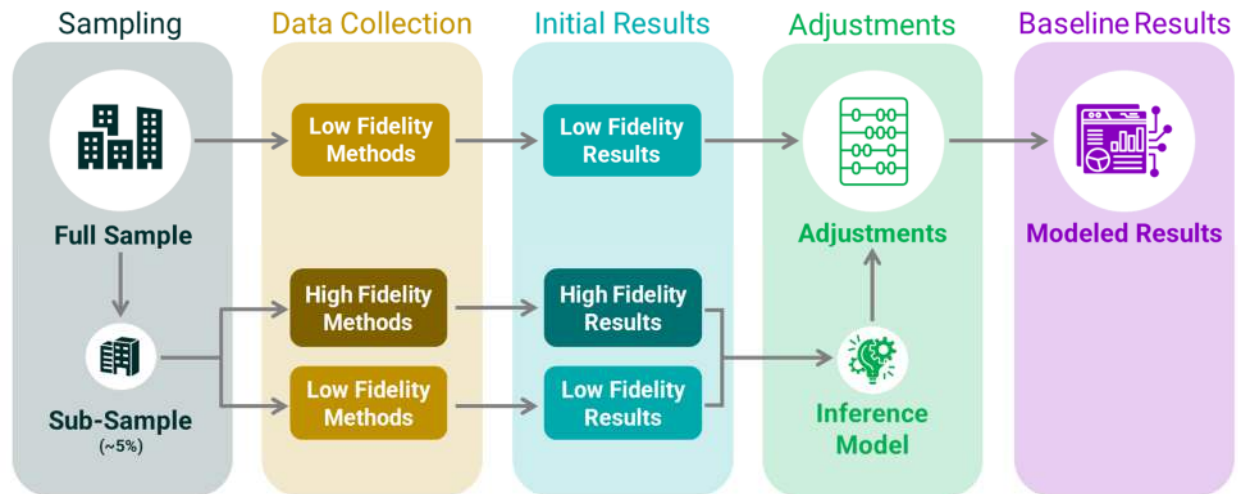 Sampling
Data Collection
Initial Results
Adjustments
Baseline Results
Low Fidelity
Methods
Low Fidelity
Results
Full Sample
Adjustments
Modeled Results
High Fidelity
Methods
High Fidelity
Results
Low Fidelity
Methods
Low Fidelity
Results
Sub-Sample
(~5%)
Inference
Model